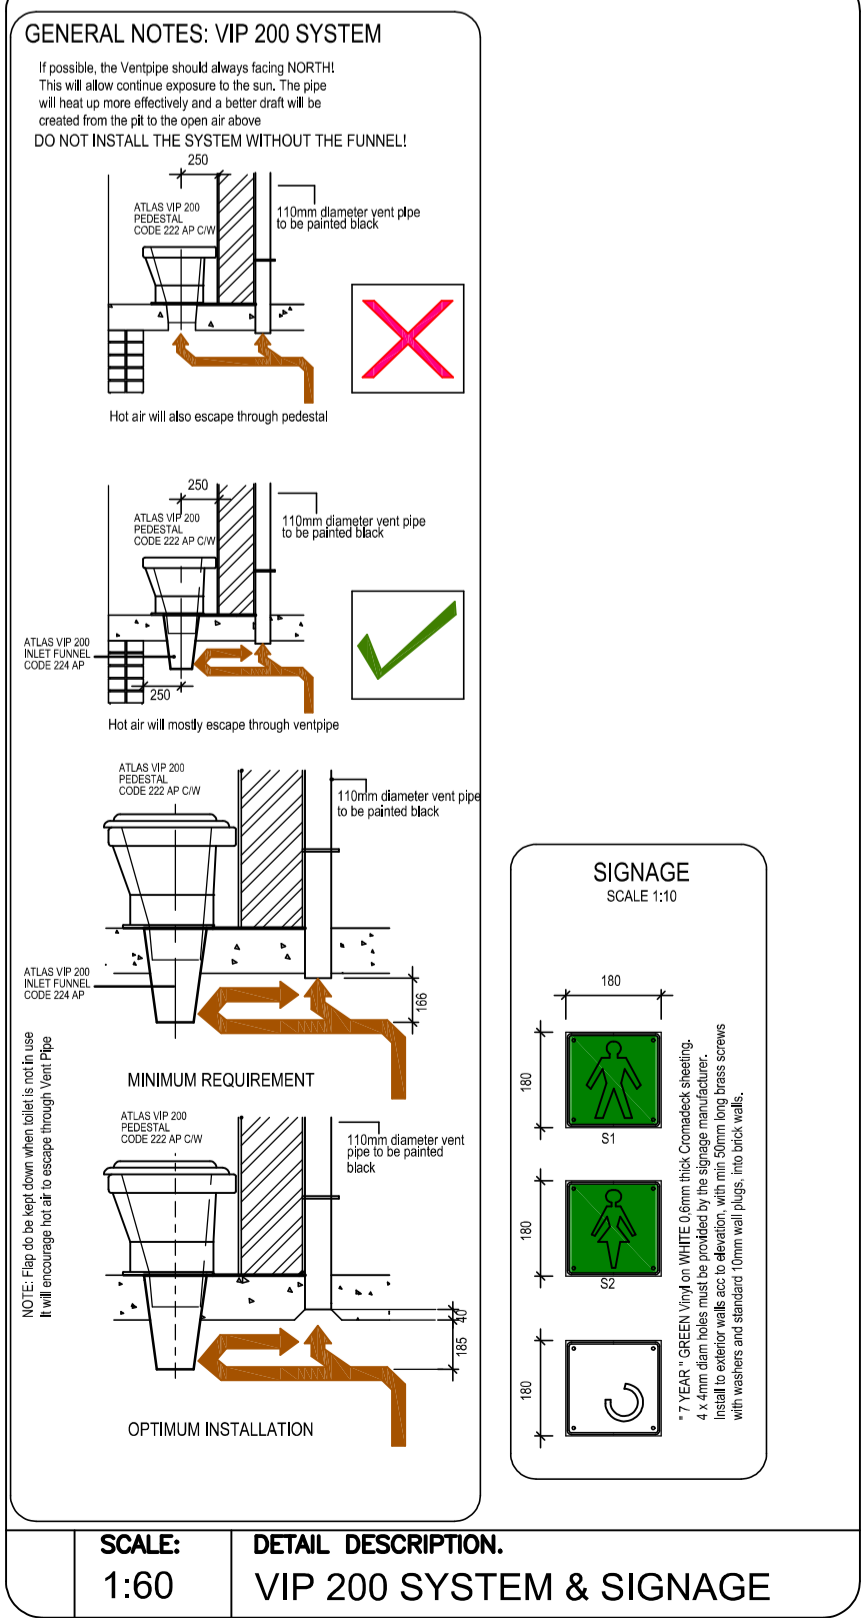 GENERAL NOTES: VIP 200 SYSTEM
If possible, the Ventpipe should always facing NORTH!
This will allow continue exposure to the sun. The pipe
will heat up more effectively and a better draft will be
created from the pit to the open air above
DO NOT INSTALL THE SYSTEM WITHOUT THE FUNNEL!
250
ATLAS VIP 200
PEDESTAL
CODE 222 AP C/W
110mm diameter vent pipe
to be painted black
Hot air will also escape through pedestal
250
ATLAS VIP 200
PEDESTAL
CODE 222 AP C/W
110mm diameter vent pipe
to be painted black
ATLAS VIP 200
INLET FUNNEL
CODE 224 AP
250
Hot air will mostly escape through ventpipe
ATLAS VIP 200
PEDESTAL
CODE 222 AP C/W
110mm diameter vent pipe
to be painted black
ATLAS VIP 200
INLET FUNNEL
CODE 224 AP
166
MINIMUM REQUIREMENT
NOTE: Flap do be kept down when toilet is not in use
It will encourage hot air to escape through Vent Pipe
ATLAS VIP 200
PEDESTAL
CODE 222 AP C/W
110mm diameter vent
pipe to be painted
black
40
185
OPTIMUM INSTALLATION
SIGNAGE
SCALE 1:10
180
180
S1
180
S2
180
" 7 YEAR " GREEN Vinyl on WHITE 0,6mm thick Cromadeck sheeting.
4 x 4mm diam holes must be provided by the signage manufacturer.
Install to exterior walls acc to elevation, with min 50mm long brass screws
with washers and standard 10mm wall plugs, into brick walls.
SCALE:
1:60
DETAIL DESCRIPTION.
VIP 200 SYSTEM & SIGNAGE